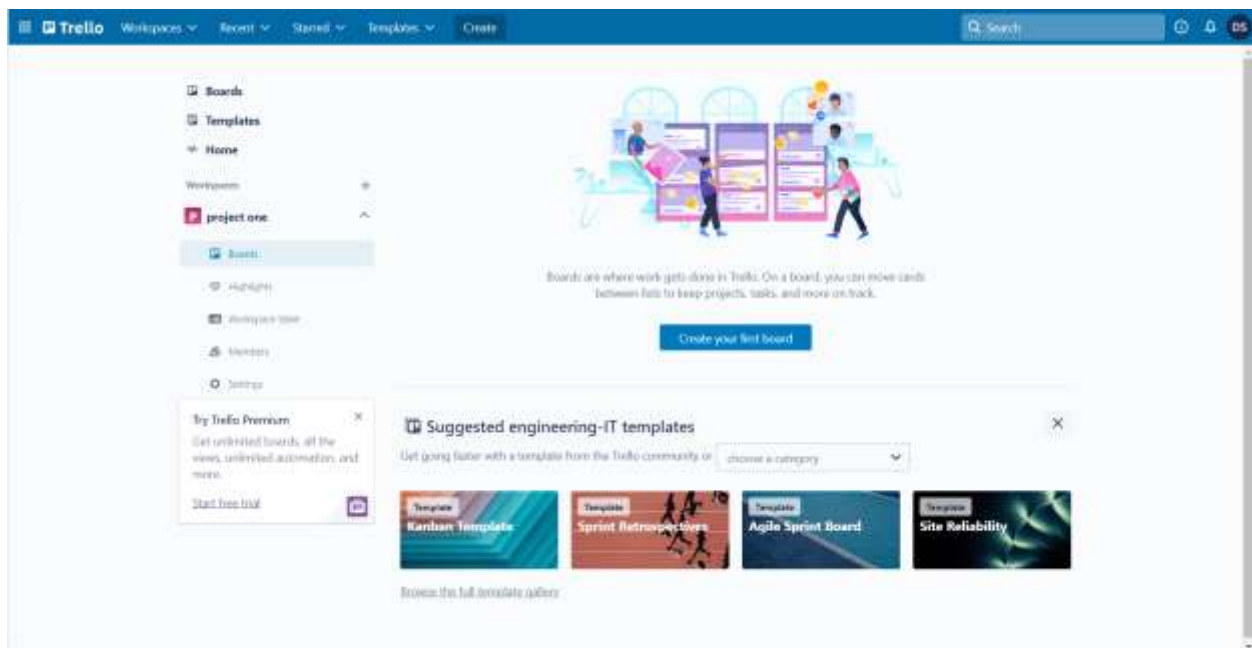 Trello Workspaces Recent Starred Templates Create Search DS
Boards
Templates
Home
Workspaces
P project one
Boards
Highlights
Workspace table
Members
Settings
Try Trello Premium
Get unlimited boards, all the
views, unlimited automation, and
more.
Start free trial
Boards are where work gets done in Trello. On a board, you can move cards
between lists to keep projects, tasks, and more on track.
Create your first board
Suggested engineering-IT templates
Get going faster with a template from the Trello community or choose a category
Template
Kanban Template
Template
Sprint Retrospectives
Template
Agile Sprint Board
Template
Site Reliability
Browse the full template gallery